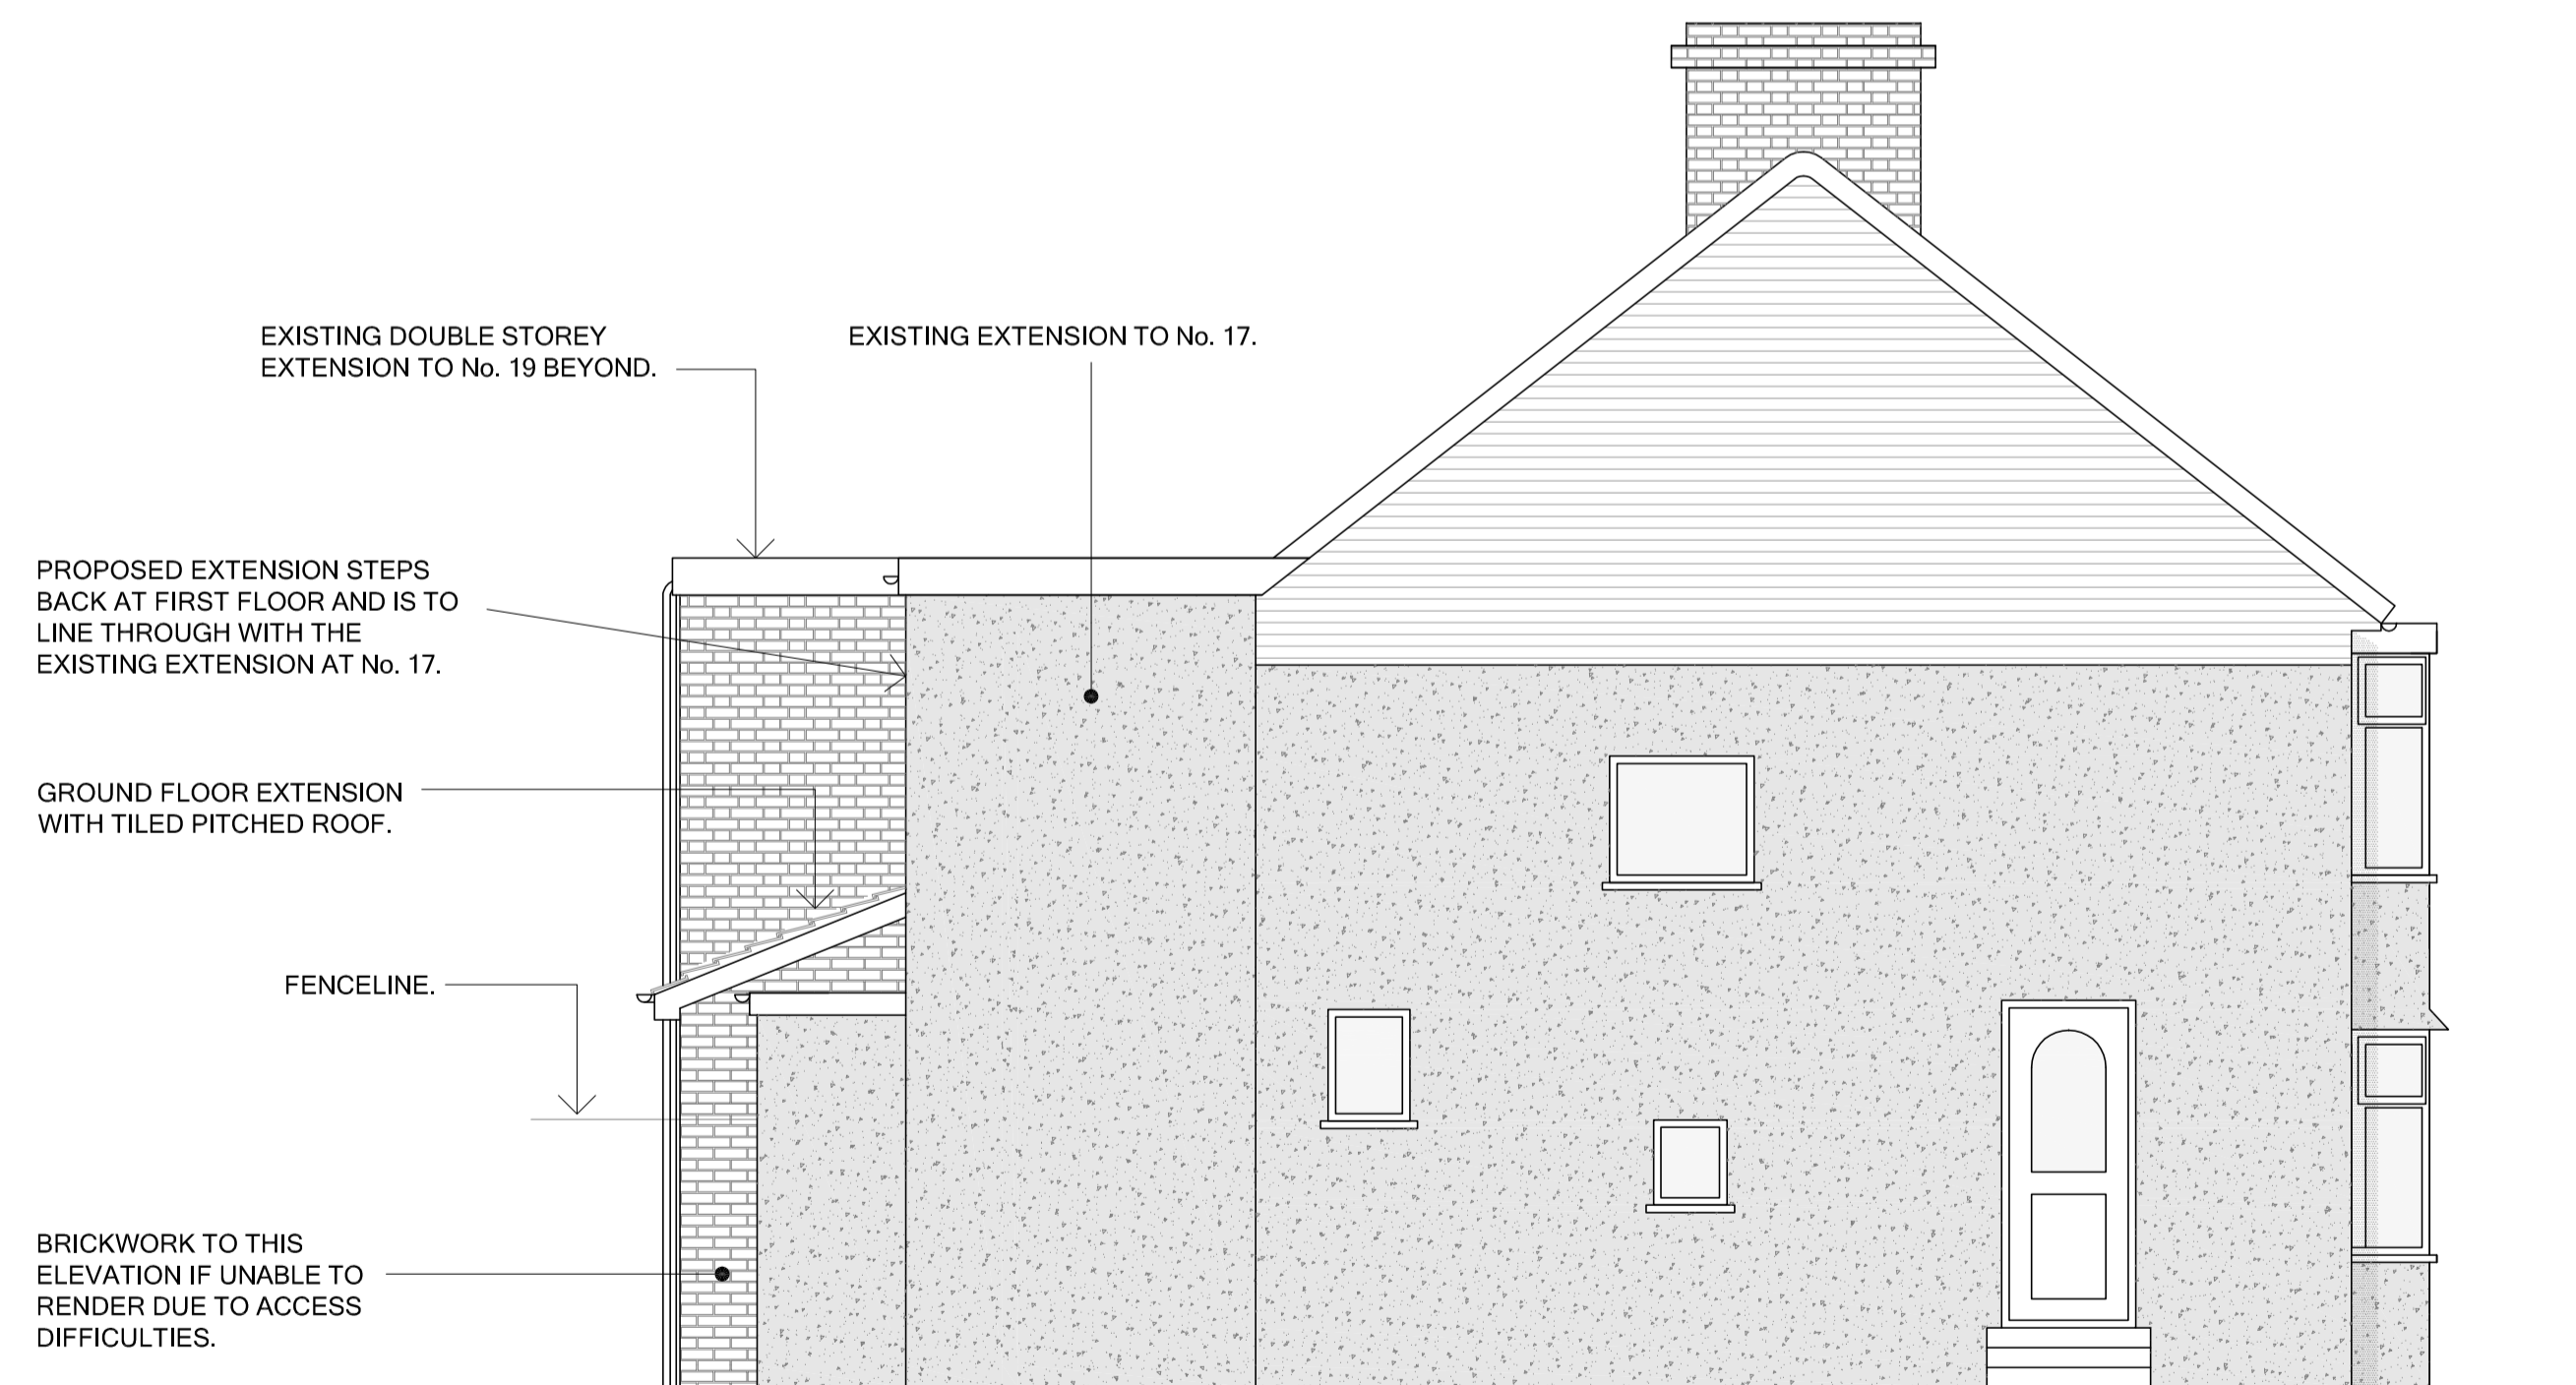 EXISTING DOUBLE STOREY
EXTENSION TO No. 19 BEYOND.
EXISTING EXTENSION TO No. 17.
PROPOSED EXTENSION STEPS
BACK AT FIRST FLOOR AND IS TO
LINE THROUGH WITH THE
EXISTING EXTENSION AT No. 17.
GROUND FLOOR EXTENSION
WITH TILED PITCHED ROOF.
FENCELINE.
BRICKWORK TO THIS
ELEVATION IF UNABLE TO
RENDER DUE TO ACCESS
DIFFICULTIES.